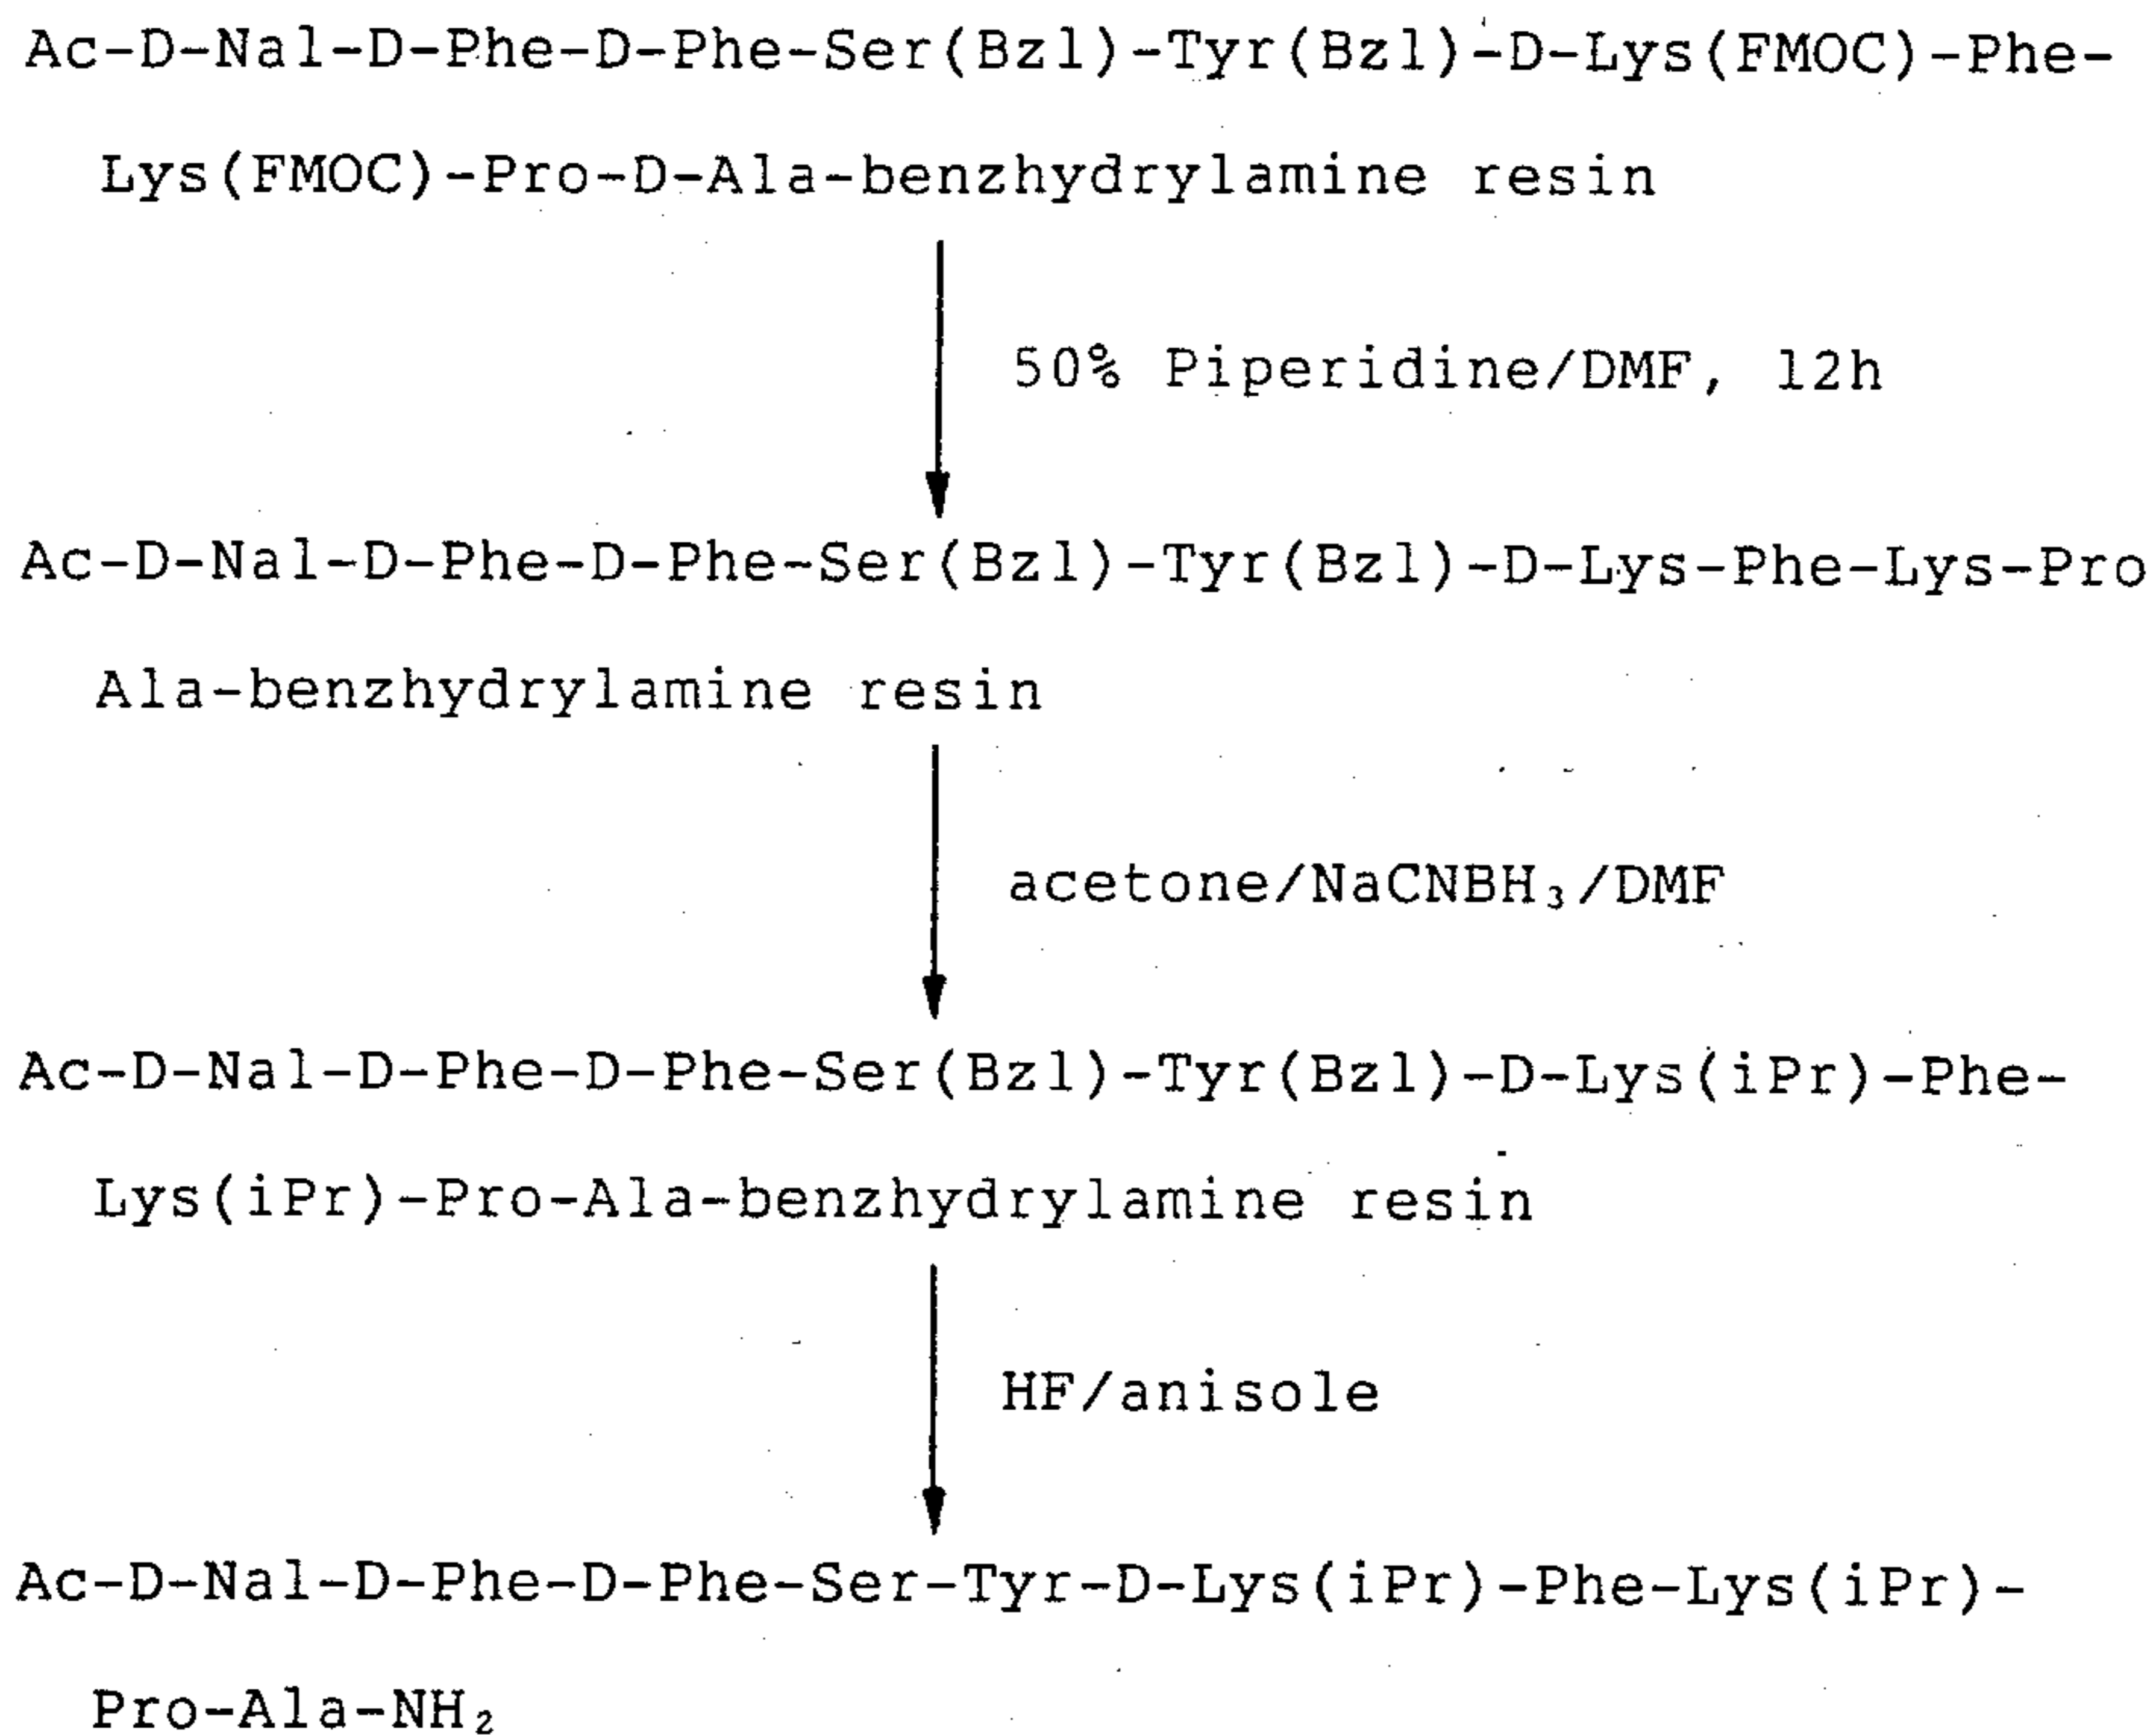 Ac-D-Nal-D-Phe-D-Phe-Ser(Bzl)-Tyr(Bzl)-D-Lys(FMOC)-Phe-
Lys(FMOC)-Pro-D-Ala-benzhydrylamine resin
50% Piperidine/DMF, 12h
Ac-D-Nal-D-Phe-D-Phe-Ser(Bzl)-Tyr(Bzl)-D-Lys-Phe-Lys-Pro
Ala-benzhydrylamine resin
acetone/NaCNBH₃/DMF
Ac-D-Nal-D-Phe-D-Phe-Ser(Bzl)-Tyr(Bzl)-D-Lys(iPr)-Phe-
Lys(iPr)-Pro-Ala-benzhydrylamine resin
HF/anisole
Ac-D-Nal-D-Phe-D-Phe-Ser-Tyr-D-Lys(iPr)-Phe-Lys(iPr)-
Pro-Ala-NH₂